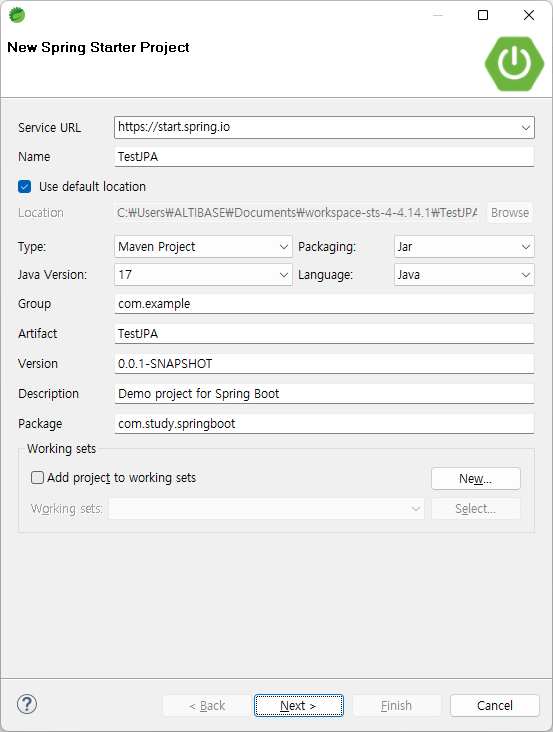 New Spring Starter Project
Service URL https://start.spring.io
Name TestJPA
Use default location
Location C:₩Users₩ALTIBASE₩Documents₩workspace-sts-4-4.14.1₩TestJPA Browse
Type: Maven Project Packaging: Jar
Java Version: 17 Language: Java
Group com.example
Artifact TestJPA
Version 0.0.1-SNAPSHOT
Description Demo project for Spring Boot
Package com.study.springboot
Working sets
Add project to working sets New...
Working sets: Select...
? < Back Next > Finish Cancel